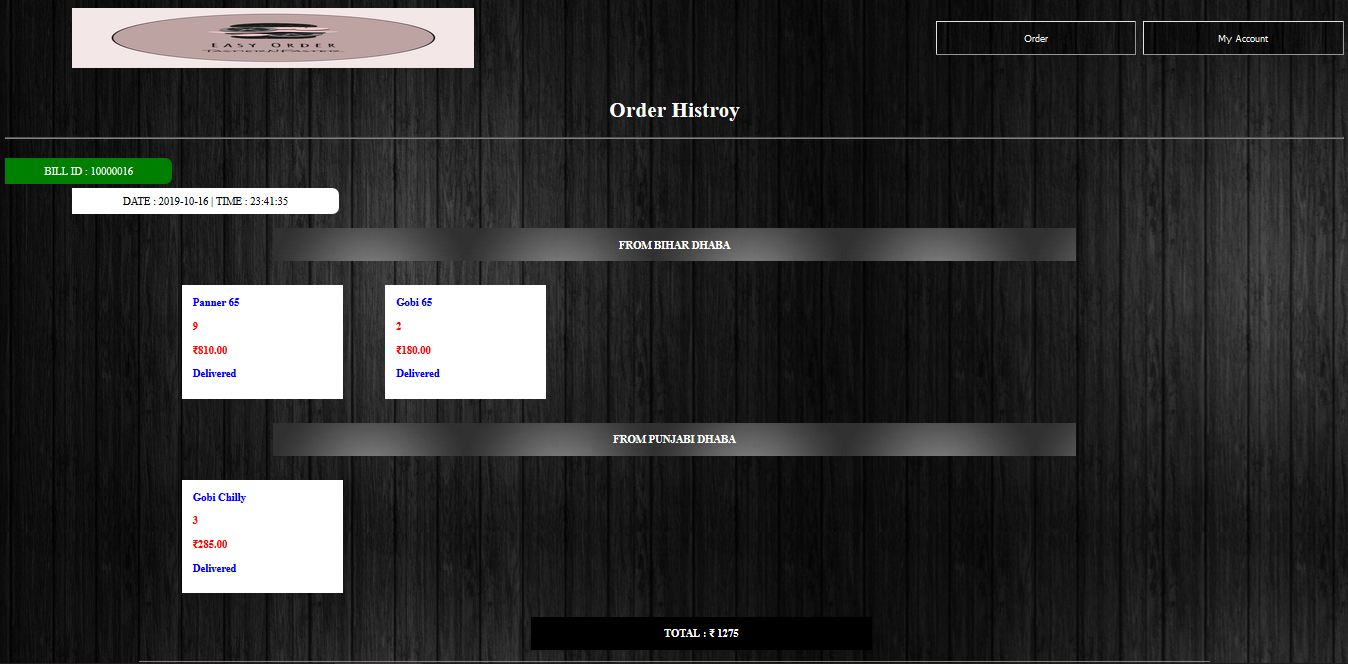 EASY ORDER
Order
My Account
Order Histroy
BILL ID : 10000016
DATE : 2019-10-16 | TIME : 23:41:35
FROM BIHAR DHABA
Panner 65
9
₹810.00
Delivered
Gobi 65
2
₹180.00
Delivered
FROM PUNJABI DHABA
Gobi Chilly
3
₹285.00
Delivered
TOTAL : ₹ 1275